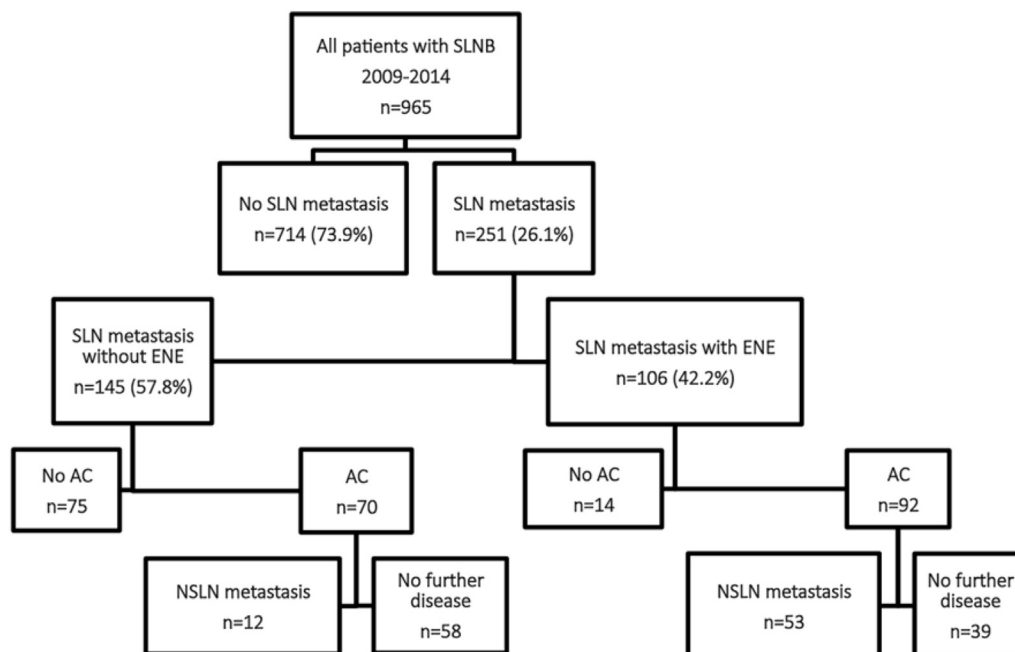 All patients with SLNB
2009-2014
n=965
No SLN metastasis
n=714 (73.9%)
SLN metastasis
n=251 (26.1%)
SLN metastasis
without ENE
n=145 (57.8%)
SLN metastasis with ENE
n=106 (42.2%)
No AC
n=75
AC
n=70
No AC
n=14
AC
n=92
NSLN metastasis
n=12
No further
disease
n=58
NSLN metastasis
n=53
No further
disease
n=39